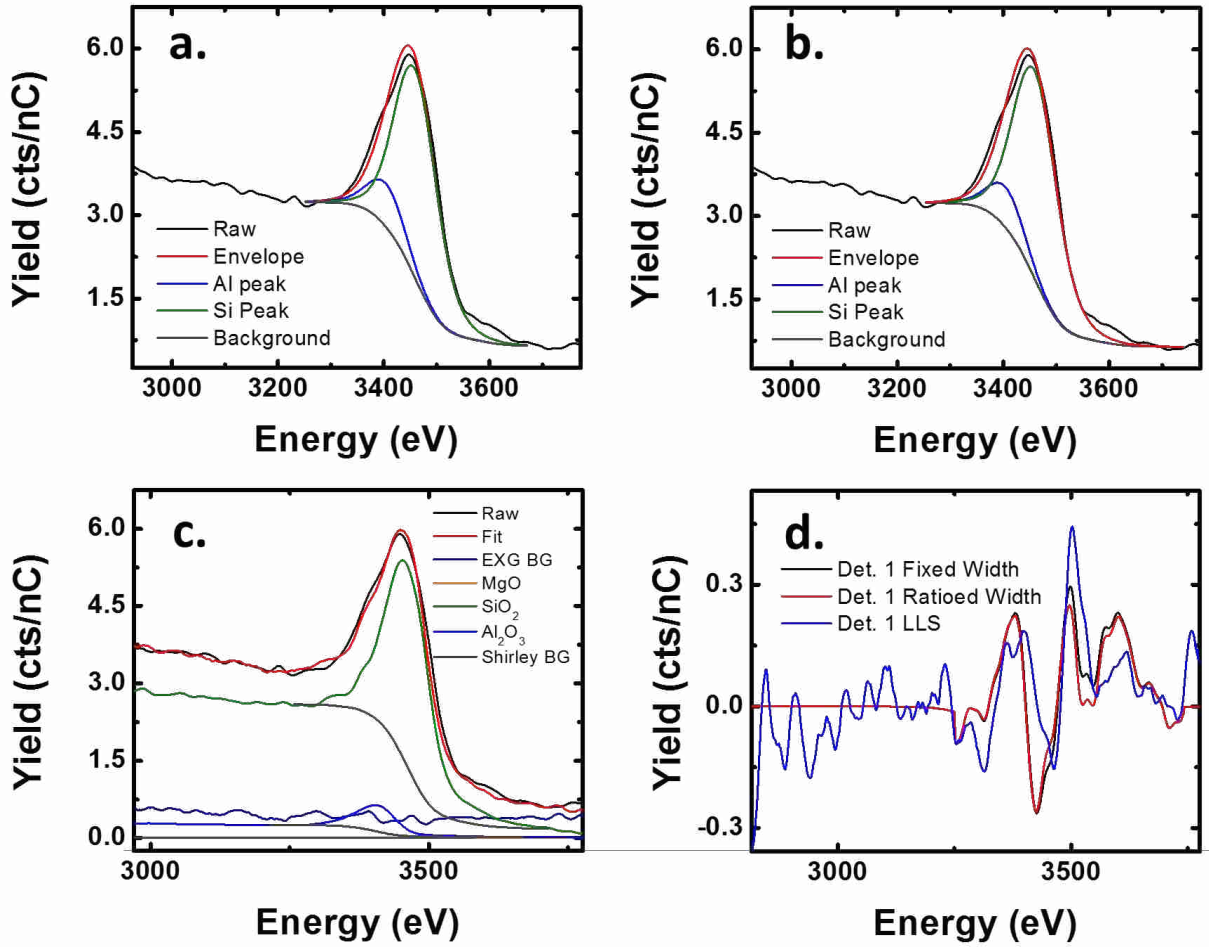 a.
6.0
4.5
3.0
1.5
Yield (cts/nC)
Raw
Envelope
Al peak
Si Peak
Background
3000 3200 3400 3600
Energy (eV)
b.
6.0
4.5
3.0
1.5
Yield (cts/nC)
Raw
Envelope
Al peak
Si Peak
Background
3000 3200 3400 3600
Energy (eV)
c.
6.0
4.5
3.0
1.5
0.0
Yield (cts/nC)
Raw
Fit
EXG BG
MgO
SiO2
Al2O3
Shirley BG
3000 3500
Energy (eV)
d.
0.3
0.0
-0.3
Yield (cts/nC)
Det. 1 Fixed Width
Det. 1 Ratioed Width
Det. 1 LLS
3000 3500
Energy (eV)